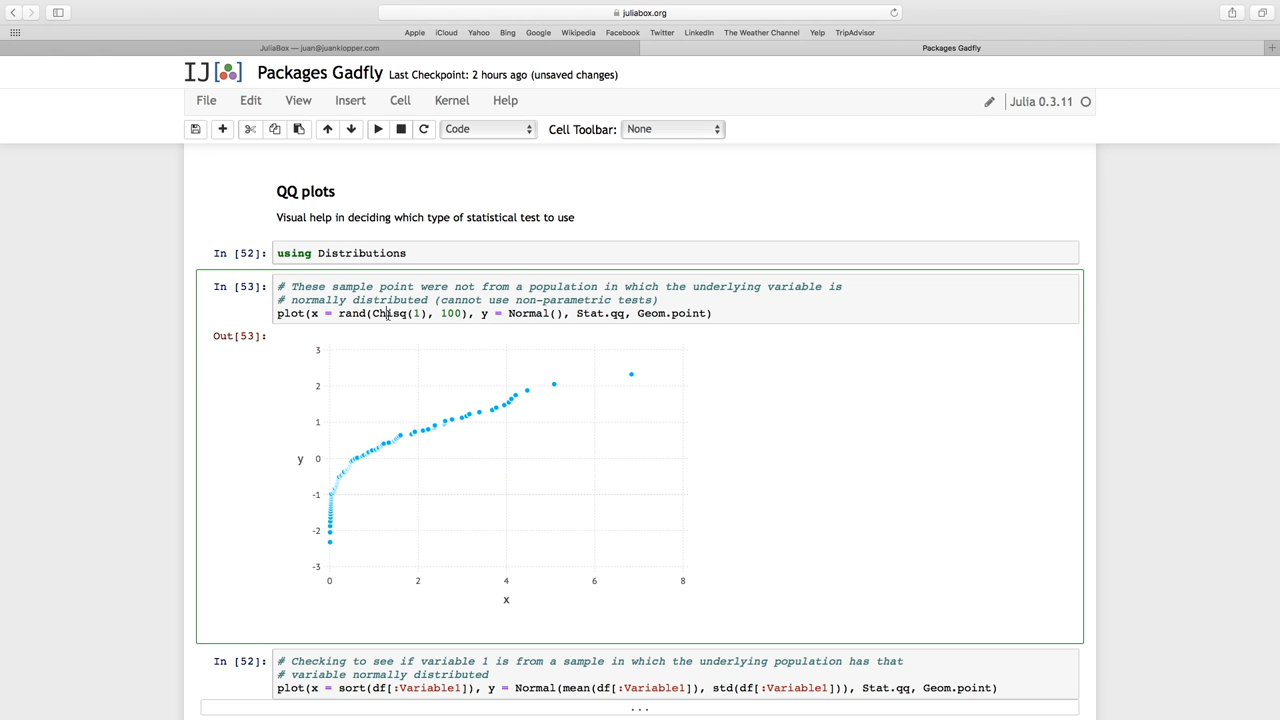 juliabox.org
Apple iCloud Yahoo Bing Google Wikipedia Facebook Twitter LinkedIn The Weather Channel Yelp TripAdvisor
JuliaBox — juan@juanklopper.com Packages Gadfly
IJ[ ] Packages Gadfly Last Checkpoint: 2 hours ago (unsaved changes)
File Edit View Insert Cell Kernel Help Julia 0.3.11
Code Cell Toolbar: None
QQ plots
Visual help in deciding which type of statistical test to use
In [52]: using Distributions
In [53]: # These sample point were not from a population in which the underlying variable is
# normally distributed (cannot use non-parametric tests)
plot(x = rand(Chisq(1), 100), y = Normal(), Stat.qq, Geom.point)
Out[53]:
3
2
1
y 0
-1
-2
-3
0 2 4 6 8
x
In [52]: # Checking to see if variable 1 is from a sample in which the underlying population has that
# variable normally distributed
plot(x = sort(df[:Variable1]), y = Normal(mean(df[:Variable1]), std(df[:Variable1])), Stat.qq, Geom.point)
...